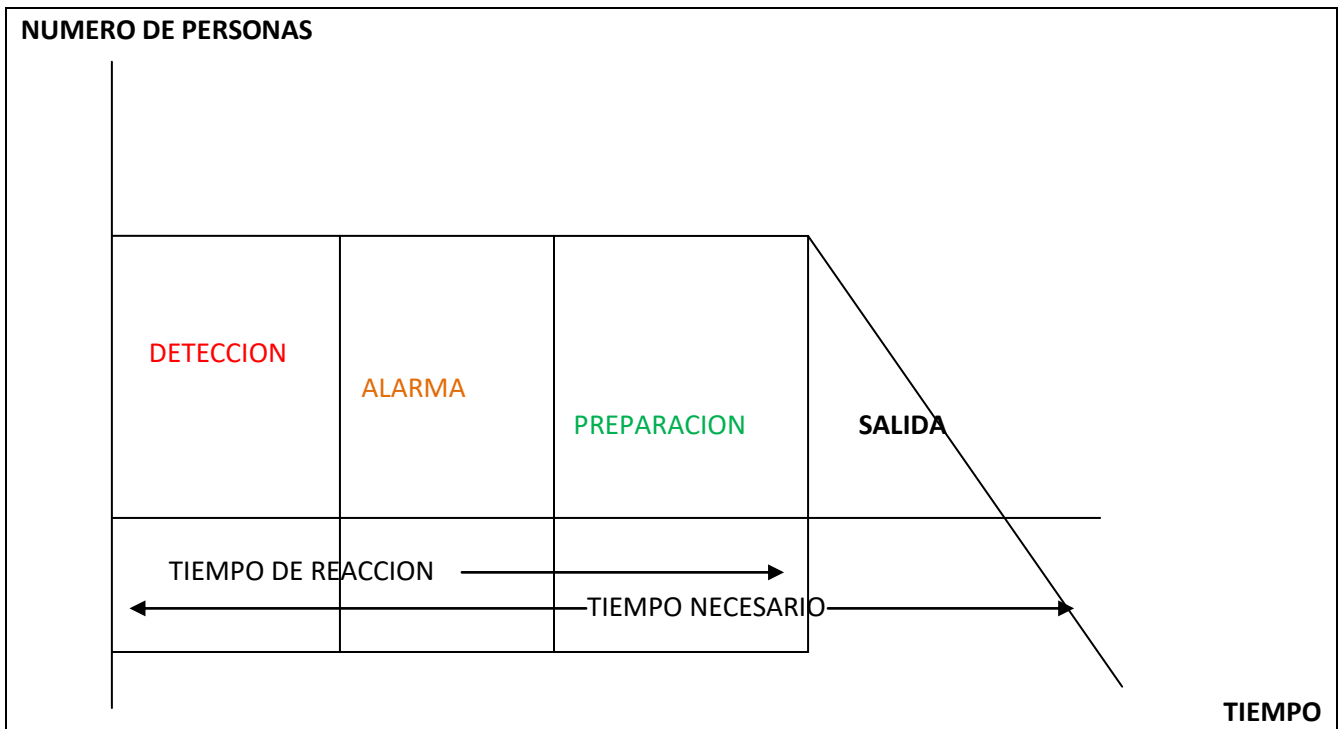 NUMERO DE PERSONAS
DETECCION
ALARMA
PREPARACION
SALIDA
TIEMPO DE REACCION
TIEMPO NECESARIO
TIEMPO